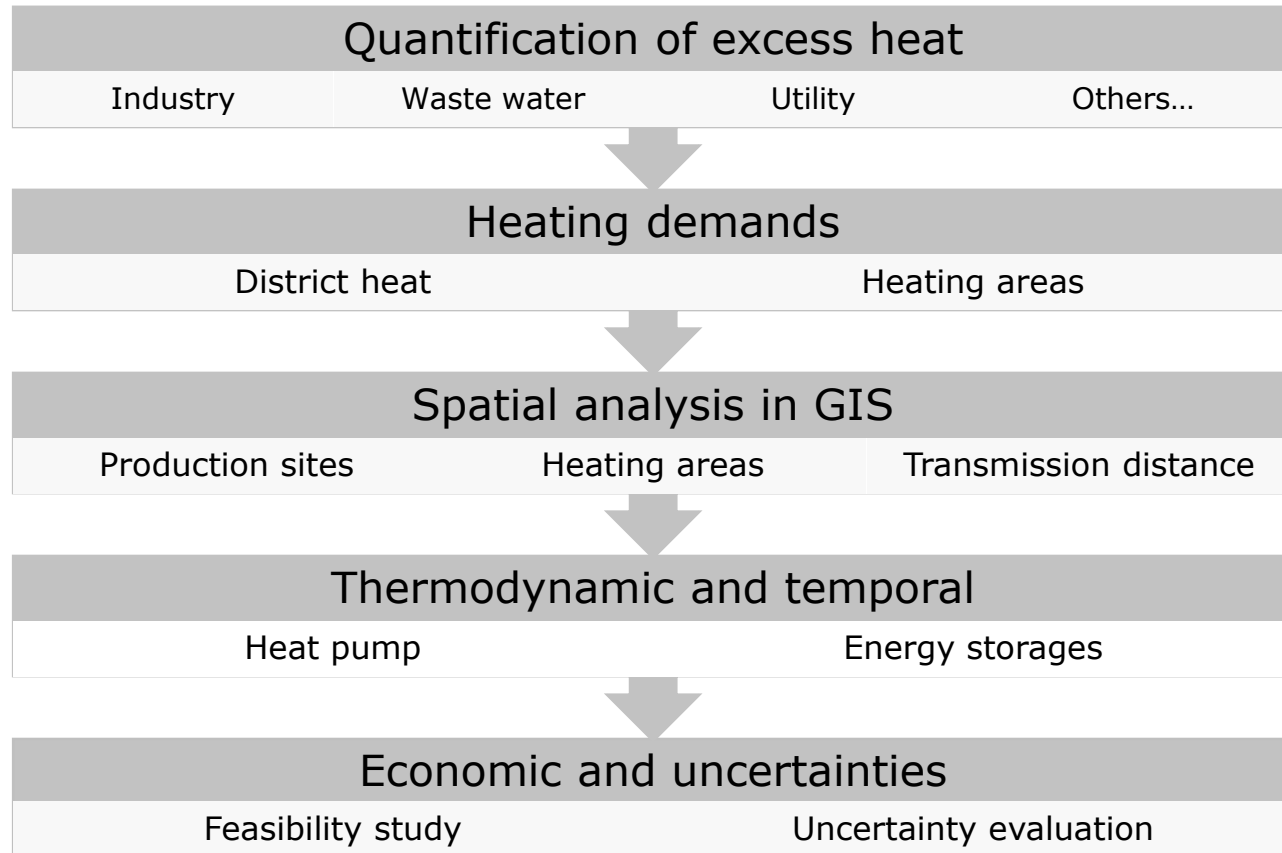 Quantification of excess heat
Industry Waste water Utility Others…
Heating demands
District heat Heating areas
Spatial analysis in GIS
Production sites Heating areas Transmission distance
Thermodynamic and temporal
Heat pump Energy storages
Economic and uncertainties
Feasibility study Uncertainty evaluation